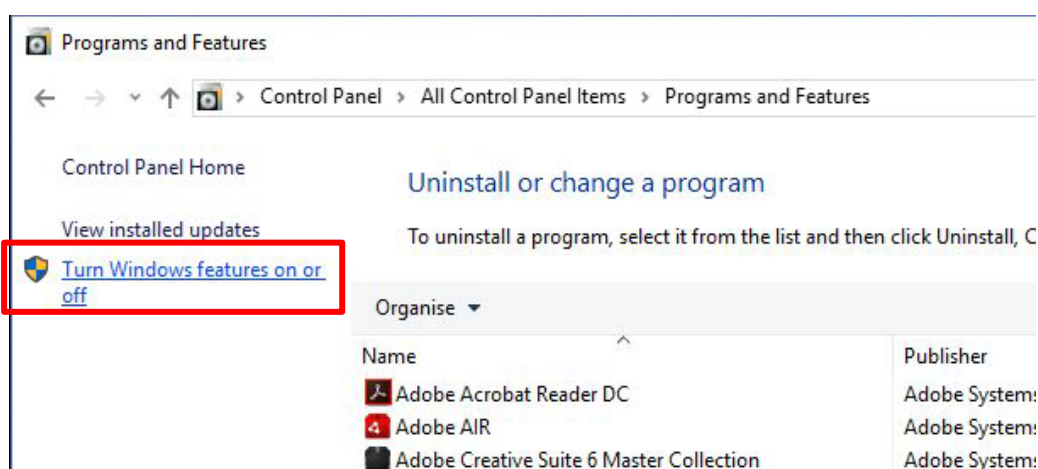 Programs and Features
Control Panel > All Control Panel Items > Programs and Features
Control Panel Home
View installed updates
Turn Windows features on or
off
Uninstall or change a program
To uninstall a program, select it from the list and then click Uninstall, C
Organise
Name Publisher
Adobe Acrobat Reader DC Adobe Systems
Adobe AIR Adobe Systems
Adobe Creative Suite 6 Master Collection Adobe Systems